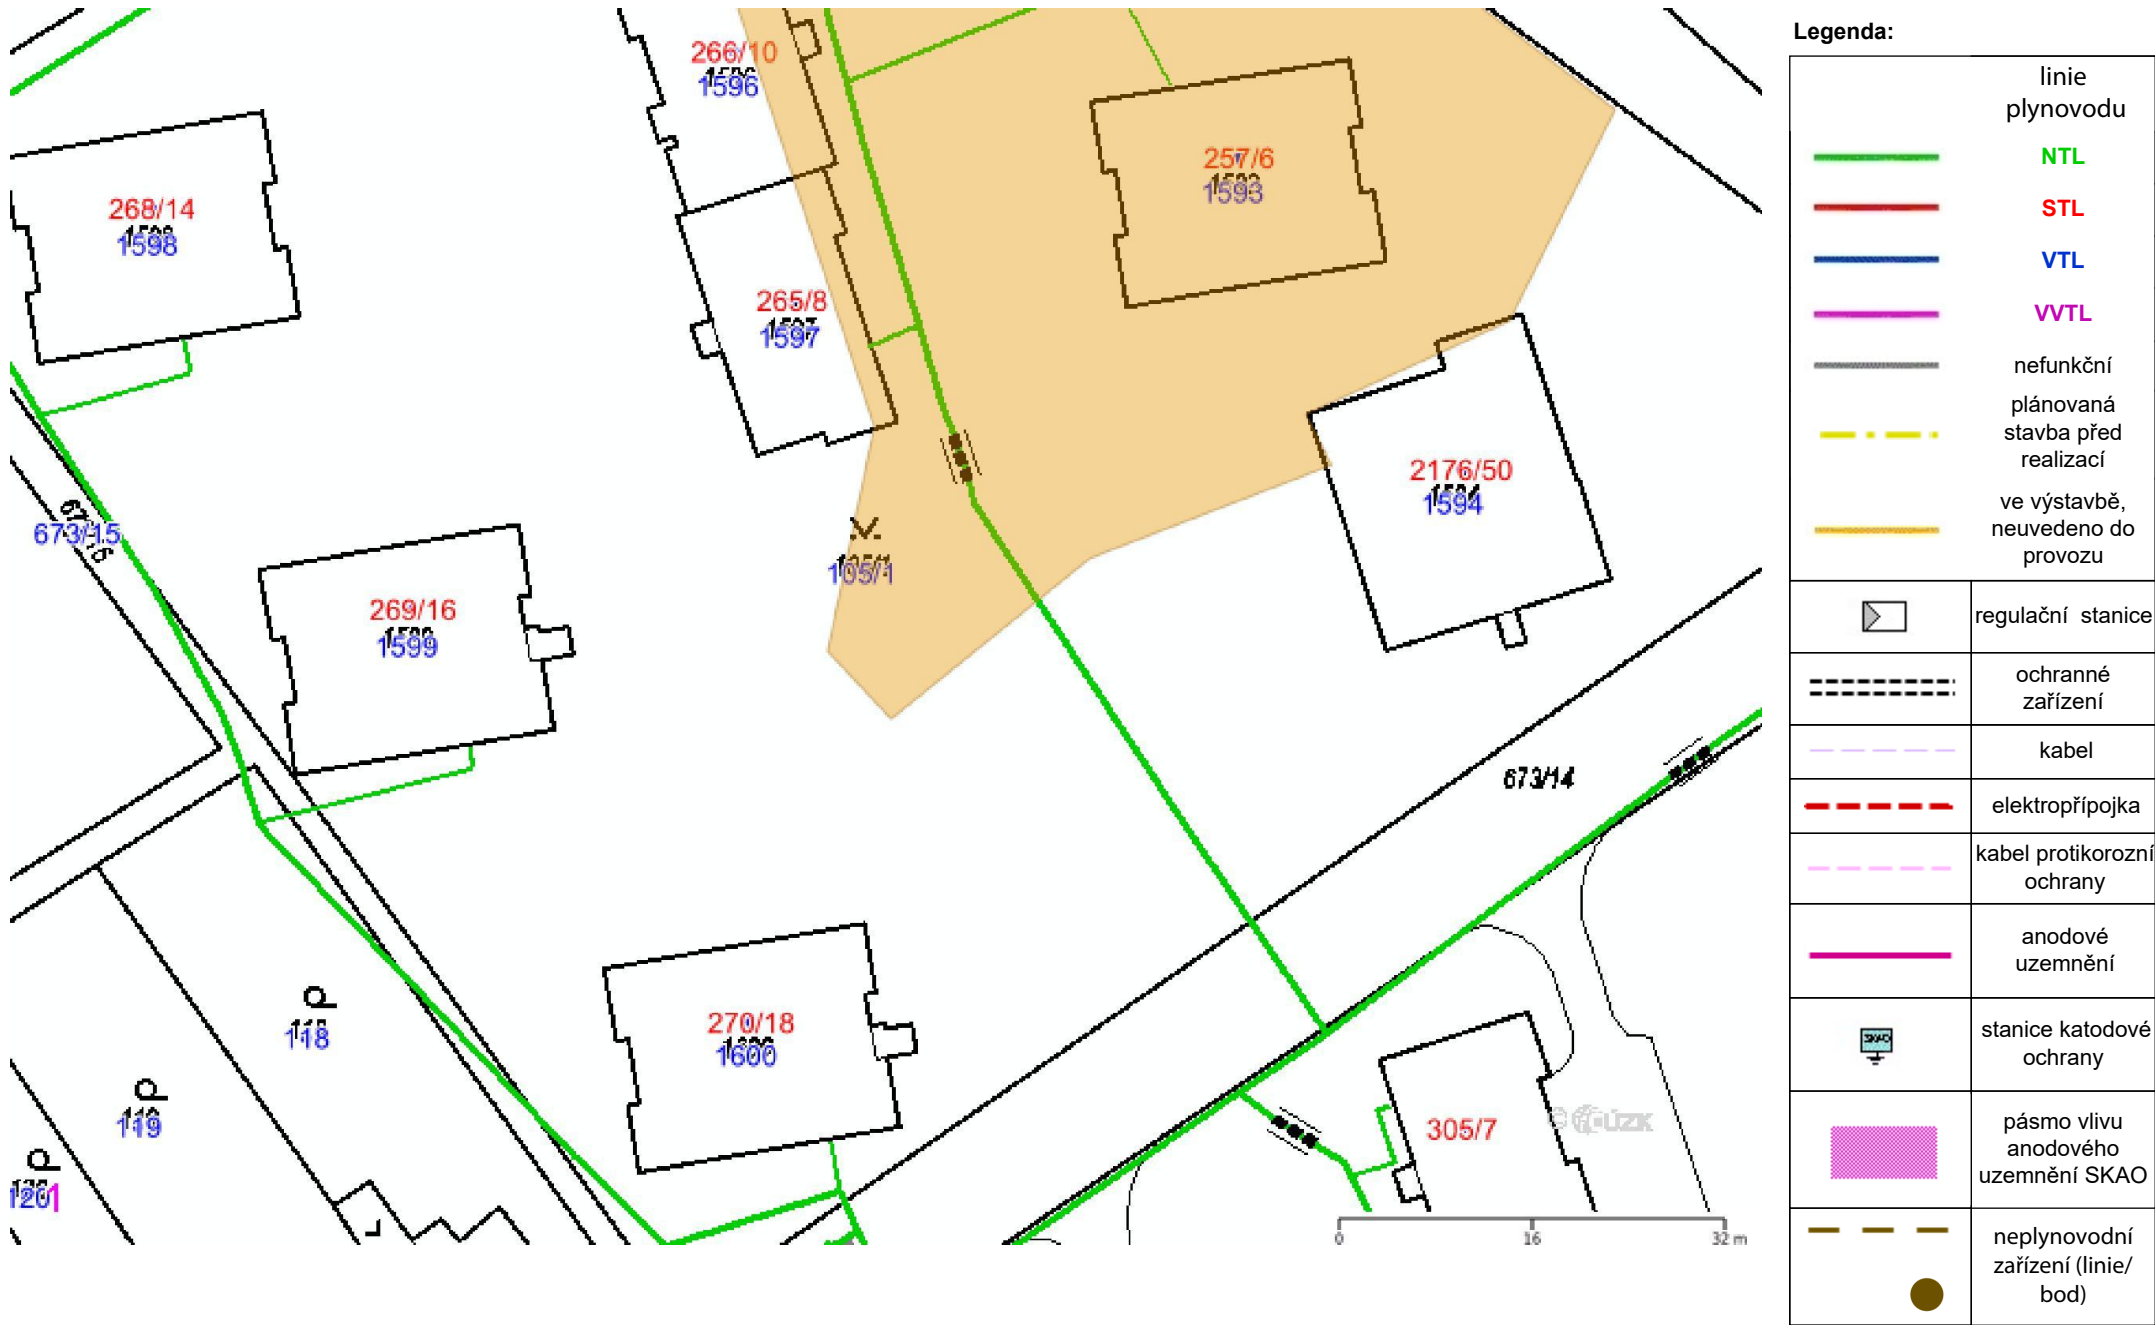 266/10
1596
257/6
1593
268/14
1598
265/8
1597
2176/50
1594
673/15
105/1
269/16
1599
673/14
270/18
1600
118
119
1201
305/7
0 16 32 m
Legenda:
linie
plynovodu
NTL
STL
VTL
VVTL
nefunkční
plánovaná
stavba před
realizací
ve výstavbě,
neuvedeno do
provozu
regulační stanice
ochranné
zařízení
kabel
elektropřípojka
kabel protikorozní
ochrany
anodové
uzemnění
SKAO
stanice katodové
ochrany
pásmo vlivu
anodového
uzemnění SKAO
neplynovodní
zařízení (linie/
bod)